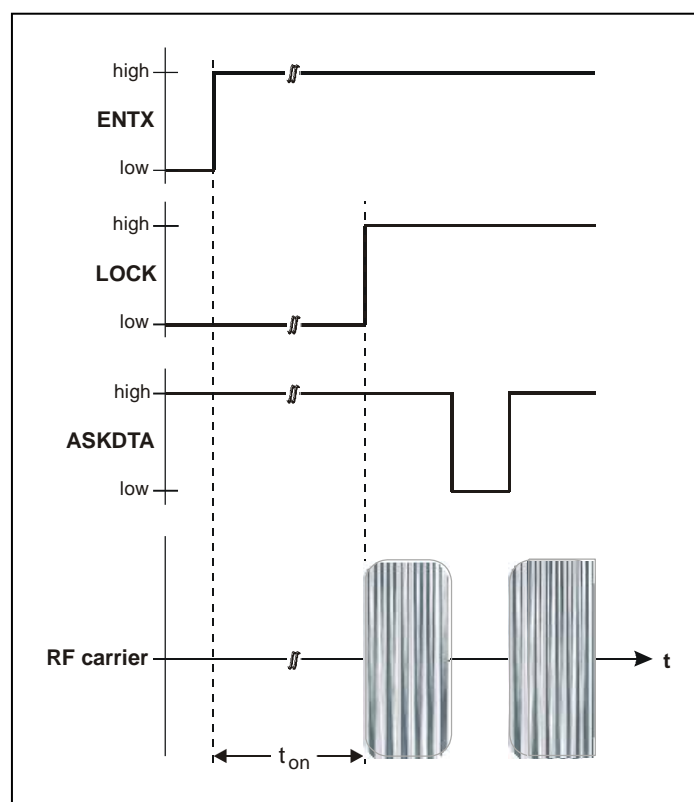 high
ENTX
low
high
LOCK
low
high
ASKDTA
low
RF carrier
t
t on